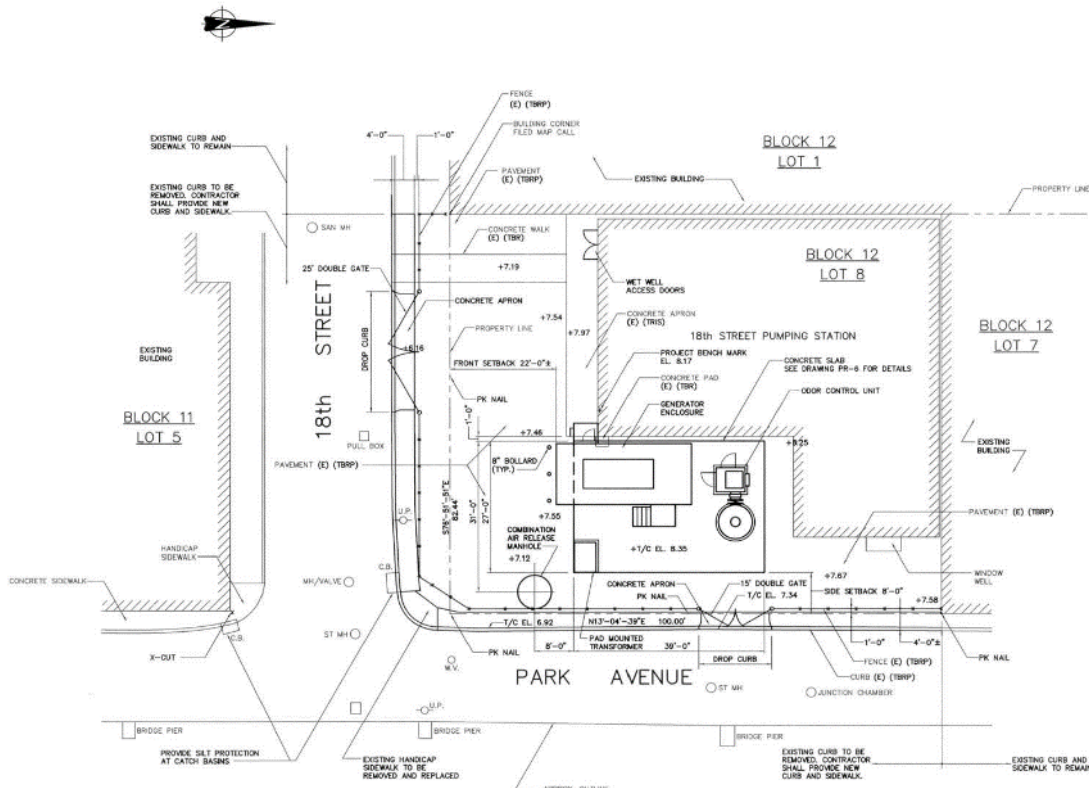 N
FENCE
(E) (TBRP)
4'-0"
1'-0"
BUILDING CORNER
FILED MAP CALL
EXISTING CURB AND
SIDEWALK TO REMAIN
BLOCK 12
LOT 1
PAVEMENT
(E) (TBRP)
EXISTING BUILDING
PROPERTY LINE
EXISTING CURB TO BE
REMOVED. CONTRACTOR
SHALL PROVIDE NEW
CURB AND SIDEWALK.
SAN MH
CONCRETE WALK
(E) (TBR)
BLOCK 12
LOT 8
25' DOUBLE GATE
+7.19
WET WELL
ACCESS DOORS
CONCRETE APRON
18th STREET
+7.54
CONCRETE APRON
(E) (TRIS)
BLOCK 12
LOT 7
PROPERTY LINE
+7.97
18th STREET PUMPING STATION
EXISTING
BUILDING
DROP CURB
+6.16
FRONT SETBACK 22'-0"±
PROJECT BENCH MARK
EL. 8.17
CONCRETE SLAB
SEE DRAWING PR-6 FOR DETAILS
CONCRETE PAD
(E) (TBR)
ODOR CONTROL UNIT
PK NAIL
GENERATOR
ENCLOSURE
BLOCK 11
LOT 5
1'-0"
+7.46
PULL BOX
EXISTING
BUILDING
PAVEMENT (E) (TBRP)
8" BOLLARD
(TYP.)
31'-0"
27'-0"
S76°-51'-51"E
82.44'
+7.55
PAVEMENT (E) (TBRP)
U.P.
COMBINATION
AIR RELEASE
MANHOLE
+T/C EL. 8.35
HANDICAP
SIDEWALK
+7.12
WINDOW
WELL
CONCRETE SIDEWALK
MH/VALVE
C.B.
CONCRETE APRON
15' DOUBLE GATE
+7.67
SIDE SETBACK 8'-0"
PK NAIL
T/C EL. 7.34
+7.58
T/C EL. 6.92
N13°-04'-39"E 100.00'
C.B.
ST MH
X-CUT
PK NAIL
8'-0"
PAD MOUNTED
TRANSFORMER
39'-0"
1'-0"
4'-0"±
W.V.
DROP CURB
FENCE (E) (TBRP)
PK NAIL
CURB (E) (TBRP)
PARK AVENUE
ST MH
JUNCTION CHAMBER
U.P.
BRIDGE PIER
BRIDGE PIER
BRIDGE PIER
PROVIDE SILT PROTECTION
AT CATCH BASINS
EXISTING HANDICAP
SIDEWALK TO BE
REMOVED AND REPLACED
EXISTING CURB TO BE
REMOVED. CONTRACTOR
SHALL PROVIDE NEW
CURB AND SIDEWALK.
EXISTING CURB AND
SIDEWALK TO REMAIN